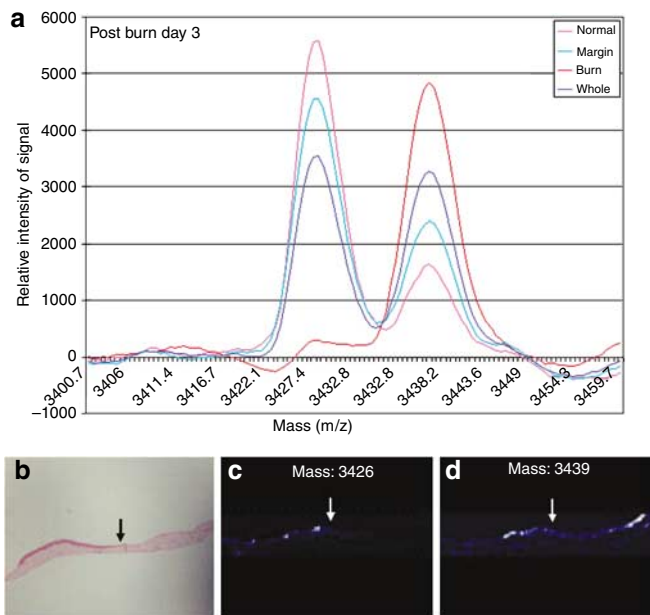 a
Post burn day 3
Normal
Margin
Burn
Whole
6000
5000
4000
3000
2000
1000
0
−1000
Relative intensity of signal
3400.7
3406
3411.4
3416.7
3422.1
3427.4
3432.8
3432.8
3438.2
3443.6
3449
3454.3
3459.7
Mass (m/z)
b
c
Mass: 3426
d
Mass: 3439